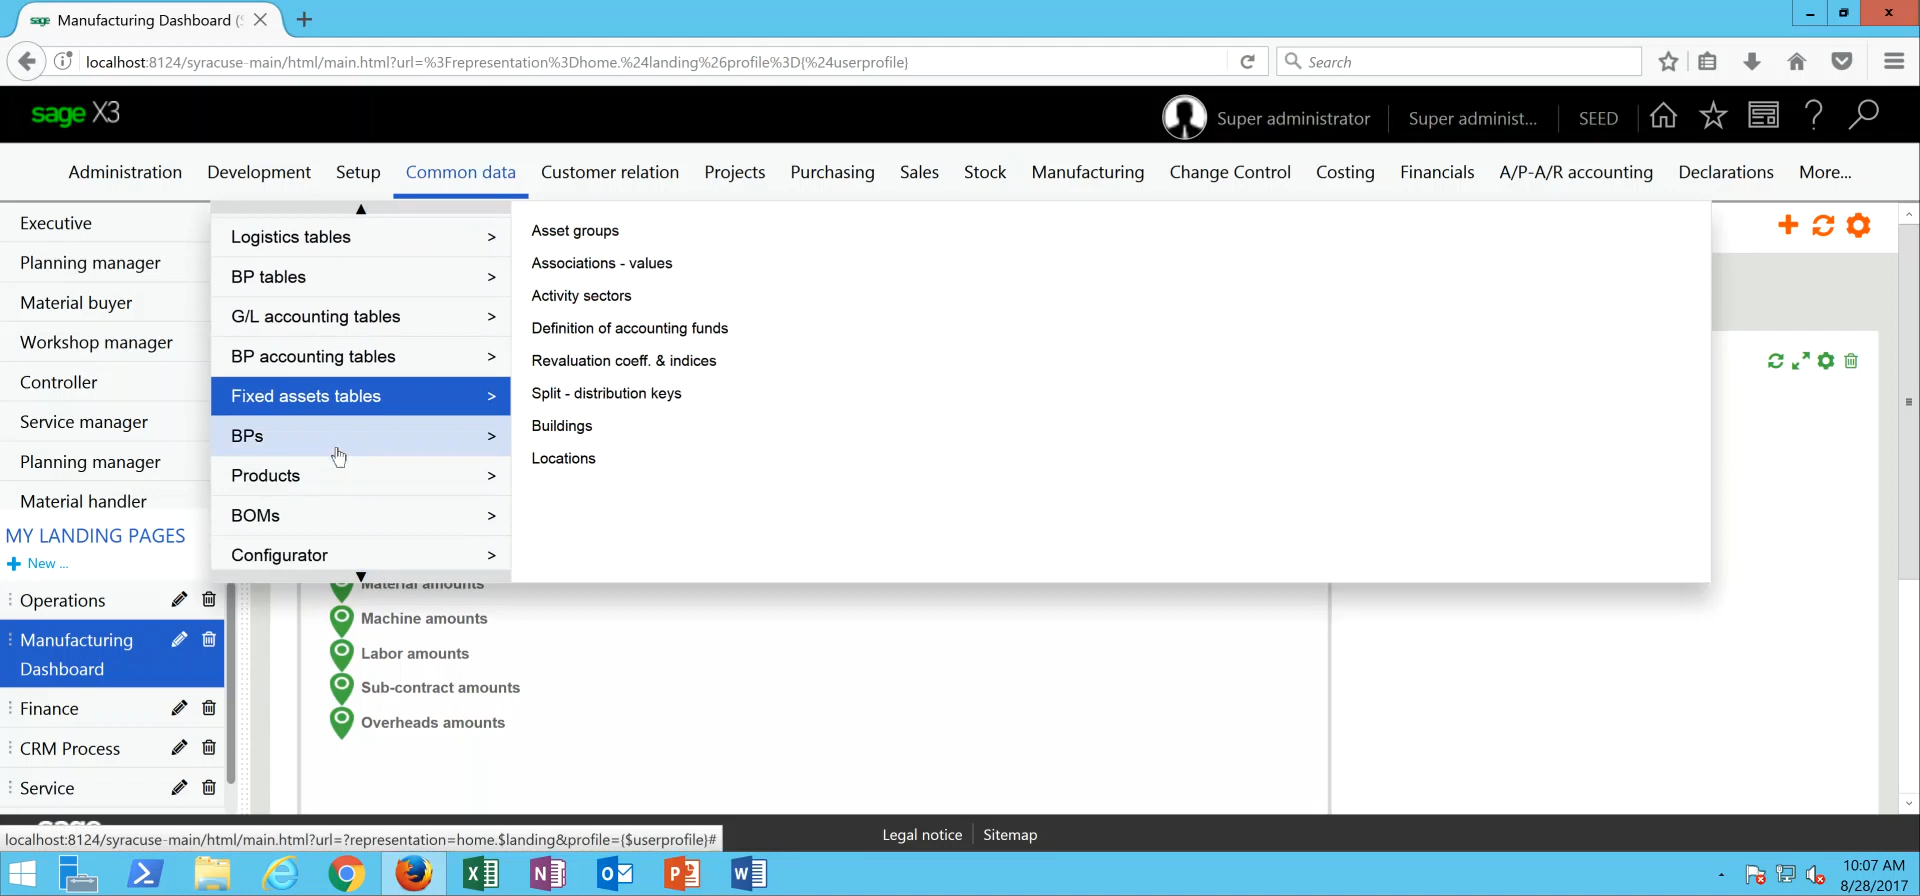 sage Manufacturing Dashboard (
localhost:8124/syracuse-main/html/main.html?url=%3Frepresentation%3Dhome.%24landing%26profile%3D{%24userprofile}
Search
sage X3
Super administrator
Super administ...
SEED
Administration
Development
Setup
Common data
Customer relation
Projects
Purchasing
Sales
Stock
Manufacturing
Change Control
Costing
Financials
A/P-A/R accounting
Declarations
More...
Executive
Planning manager
Material buyer
Workshop manager
Controller
Service manager
Planning manager
Material handler
MY LANDING PAGES
New ...
Operations
Manufacturing
Dashboard
Finance
CRM Process
Service
Logistics tables >
BP tables >
G/L accounting tables >
BP accounting tables >
Fixed assets tables >
BPs >
Products >
BOMs >
Configurator >
Asset groups
Associations - values
Activity sectors
Definition of accounting funds
Revaluation coeff. & indices
Split - distribution keys
Buildings
Locations
Material amounts
Machine amounts
Labor amounts
Sub-contract amounts
Overheads amounts
localhost:8124/syracuse-main/html/main.html?url=?representation=home.$landing&profile={$userprofile}#
Legal notice
Sitemap
10:07 AM
8/28/2017